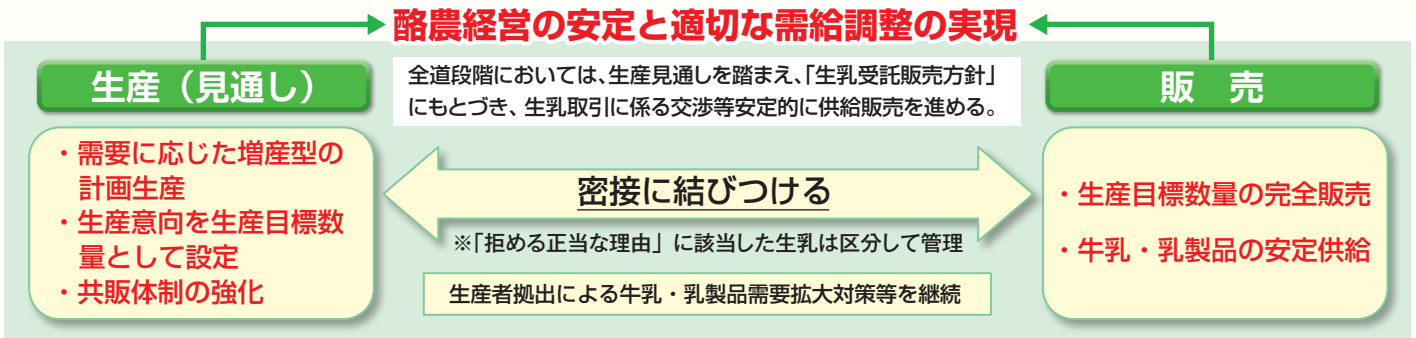 酪農経営の安定と適切な需給調整の実現
生産（見通し）
・需要に応じた増産型の
計画生産
・生産意向を生産目標数
量として設定
・共販体制の強化
全道段階においては、生産見通しを踏まえ、「生乳受託販売方針」
にもとづき、生乳取引に係る交渉等安定的に供給販売を進める。
密接に結びつける
※「拒める正当な理由」に該当した生乳は区分して管理
生産者拠出による牛乳・乳製品需要拡大対策等を継続
販　売
・生産目標数量の完全販売
・牛乳・乳製品の安定供給